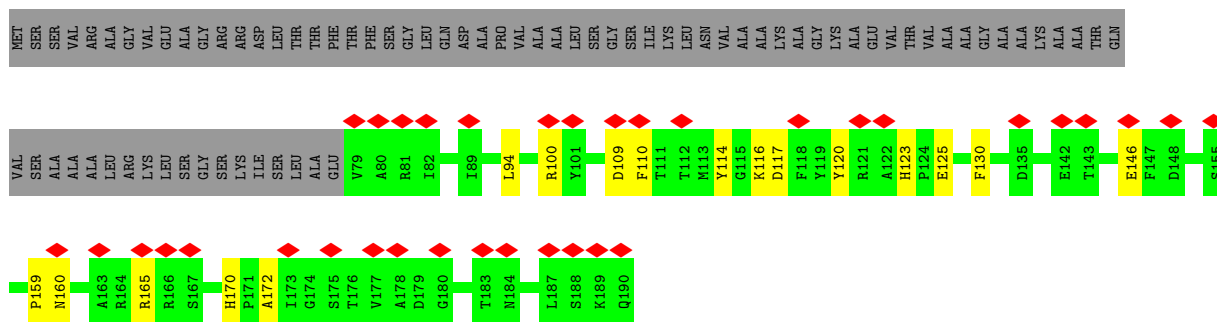 MET SER SER VAL ARG ALA GLY VAL GLU ALA GLY ARG ARG ASP LEU THR THR PHE THR PHE SER GLY LEU GLN ASP ALA PRO VAL ALA ALA LEU SER GLY SER ILE LYS LEU ASN VAL ALA ALA LYS ALA GLY LYS ALA GLU VAL THR VAL ALA ALA GLY ALA ALA LYS ALA ALA THR GLN
VAL SER ALA ALA ALA LEU ARG LYS LEU SER GLY SER LYS ILE SER LEU ALA GLU V79 A80 R81 I82 I89 L94 R100 Y101 D109 F110 T111 T112 M113 Y114 G115 K116 D117 F118 Y119 Y120 R121 A122 H123 P124 E125 F130 D135 E142 T143 E146 F147 D148 S155
P159 N160 A163 R164 R165 R166 S167 H170 P171 A172 I173 G174 S175 T176 V177 A178 D179 G180 T183 N184 L187 S188 K189 Q190